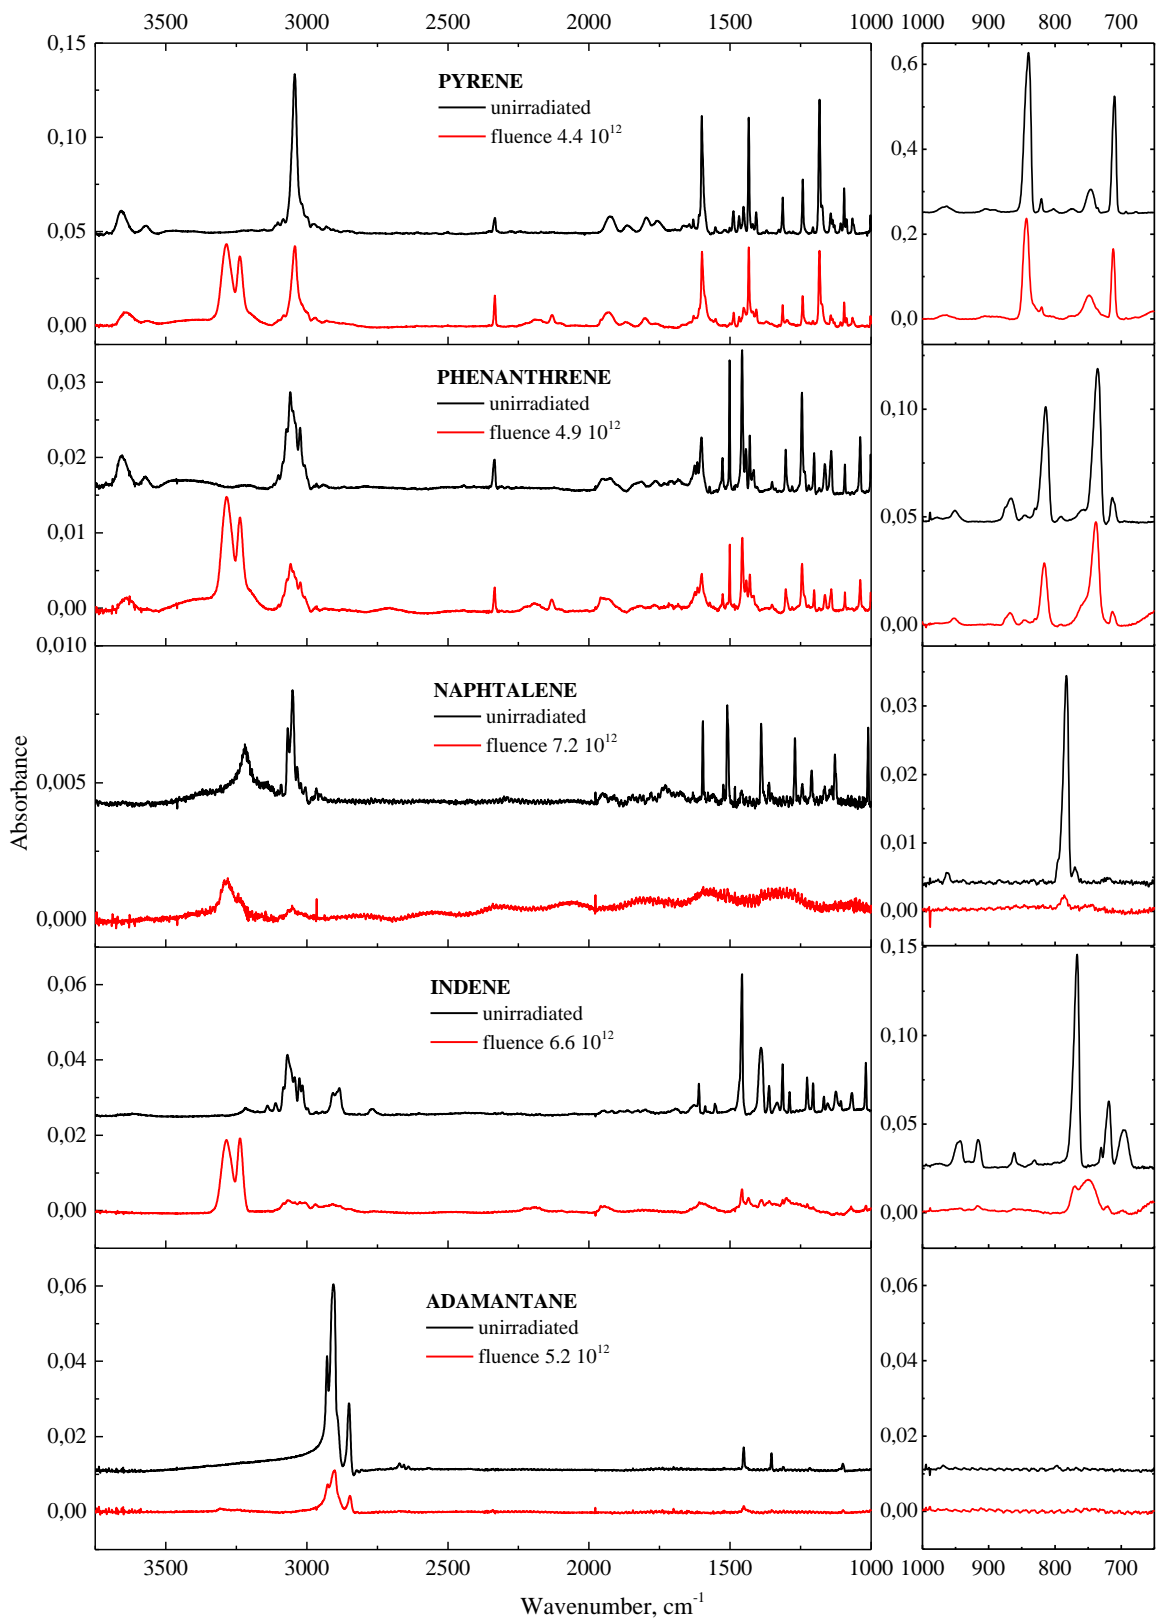 3500 3000 2500 2000 1500 1000 1000 900 800 700
0,15
0,10
0,05
0,00
PYRENE
unirradiated
fluence 4.4 10¹²
0,6
0,4
0,2
0,0
0,03
0,02
0,01
0,00
PHENANTHRENE
unirradiated
fluence 4.9 10¹²
0,10
0,05
0,00
0,010
0,005
0,000
NAPHTALENE
unirradiated
fluence 7.2 10¹²
0,03
0,02
0,01
0,00
Absorbance
0,06
0,04
0,02
0,00
INDENE
unirradiated
fluence 6.6 10¹²
0,15
0,10
0,05
0,00
0,06
0,04
0,02
0,00
ADAMANTANE
unirradiated
fluence 5.2 10¹²
0,06
0,04
0,02
0,00
3500 3000 2500 2000 1500 1000 1000 900 800 700
Wavenumber, cm⁻¹